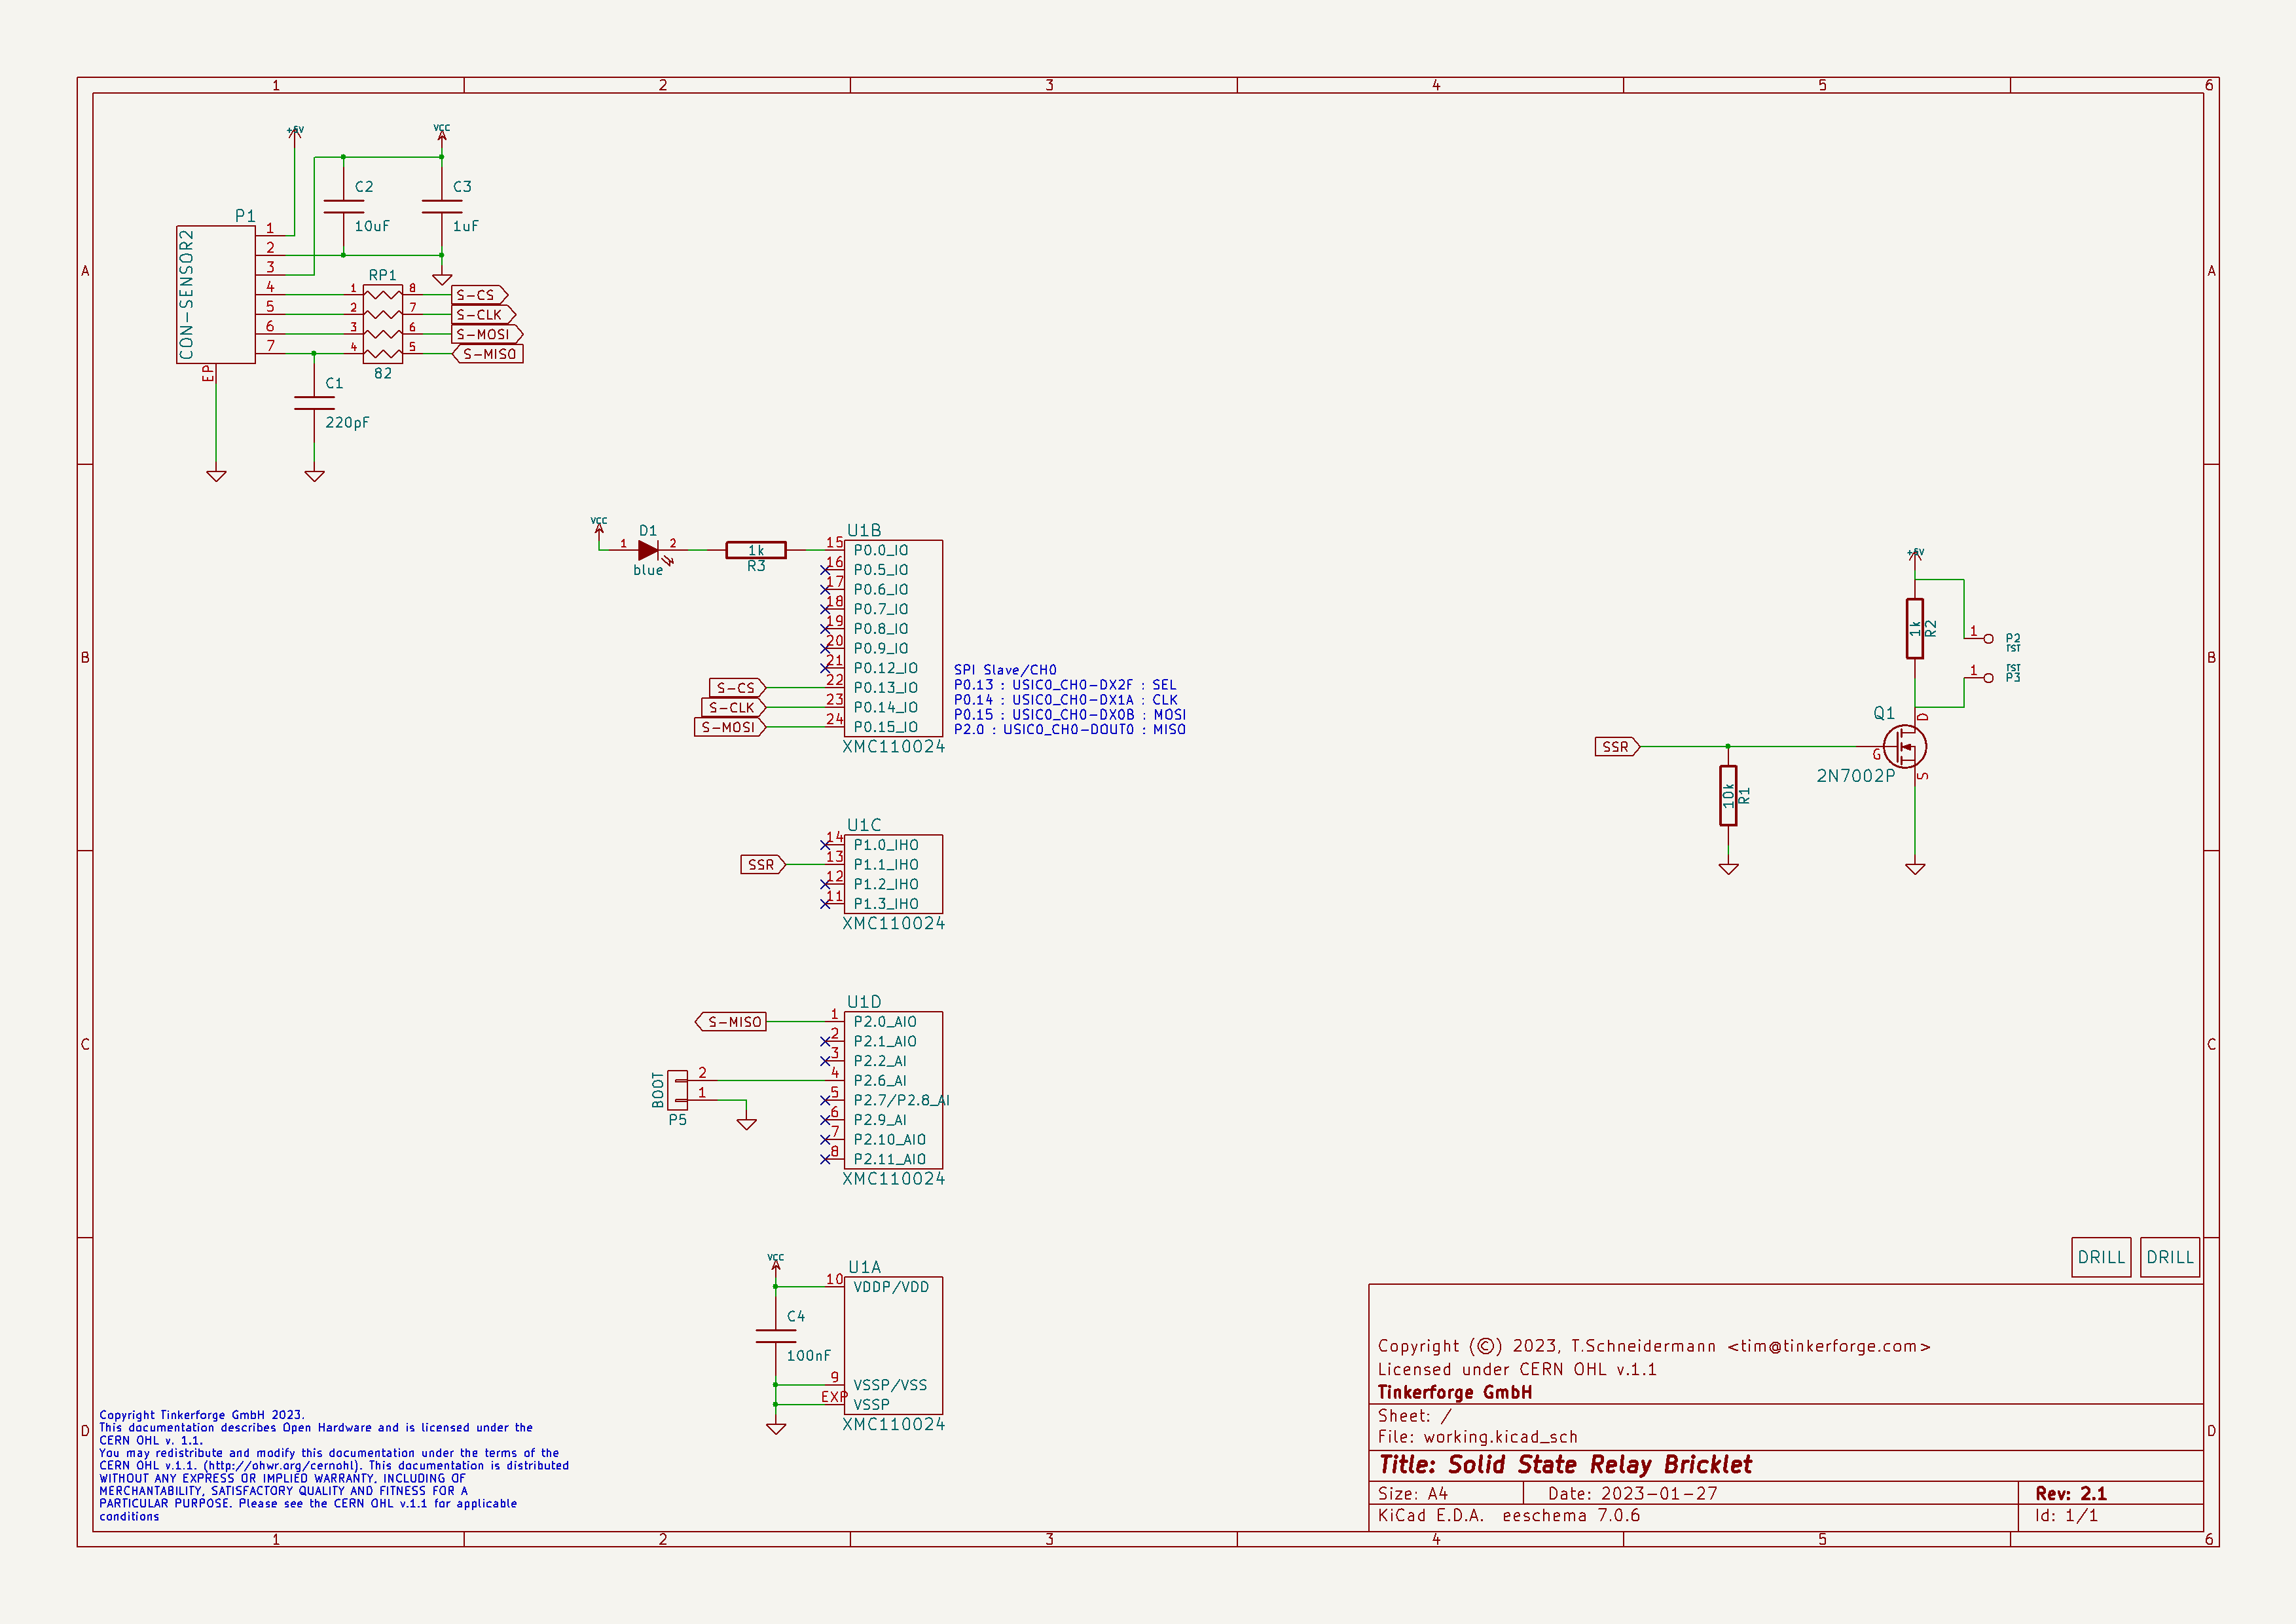 1 2 3 4 5 6
A
B
C
D
A
B
C
D
1 2 3 4 5 6
+5V
VCC
C2
10uF
C3
1uF
P1
CON-SENSOR2
1
2
3
4
5
6
7
EP
RP1
1 8
2 7
3 6
4 5
82
S-CS
S-CLK
S-MOSI
S-MISO
C1
220pF
VCC
1 D1 2
blue
1k
R3
U1B
15 P0.0_IO
16 P0.5_IO
17 P0.6_IO
18 P0.7_IO
19 P0.8_IO
20 P0.9_IO
21 P0.12_IO
S-CS 22 P0.13_IO
S-CLK 23 P0.14_IO
S-MOSI 24 P0.15_IO
XMC110024
SPI Slave/CH0
P0.13 : USIC0_CH0-DX2F : SEL
P0.14 : USIC0_CH0-DX1A : CLK
P0.15 : USIC0_CH0-DX0B : MOSI
P2.0 : USIC0_CH0-DOUT0 : MISO
U1C
14 P1.0_IHO
SSR 13 P1.1_IHO
12 P1.2_IHO
11 P1.3_IHO
XMC110024
U1D
S-MISO 1 P2.0_AIO
2 P2.1_AIO
3 P2.2_AI
4 P2.6_AI
5 P2.7/P2.8_AI
6 P2.9_AI
7 P2.10_AIO
8 P2.11_AIO
XMC110024
BOOT
2
1
P5
VCC
U1A
10 VDDP/VDD
C4
100nF
9 VSSP/VSS
EXP VSSP
XMC110024
+5V
1k
R2
1 P2
TST
TST
1 P3
Q1
D
G
S
2N7002P
SSR
10k
R1
DRILL DRILL
Copyright Tinkerforge GmbH 2023.
This documentation describes Open Hardware and is licensed under the
CERN OHL v. 1.1.
You may redistribute and modify this documentation under the terms of the
CERN OHL v.1.1. (http://ohwr.org/cernohl). This documentation is distributed
WITHOUT ANY EXPRESS OR IMPLIED WARRANTY, INCLUDING OF
MERCHANTABILITY, SATISFACTORY QUALITY AND FITNESS FOR A
PARTICULAR PURPOSE. Please see the CERN OHL v.1.1 for applicable
conditions
Copyright (©) 2023, T.Schneidermann <tim@tinkerforge.com>
Licensed under CERN OHL v.1.1
Tinkerforge GmbH
Sheet: /
File: working.kicad_sch
Title: Solid State Relay Bricklet
Size: A4 Date: 2023-01-27 Rev: 2.1
KiCad E.D.A. eeschema 7.0.6 Id: 1/1